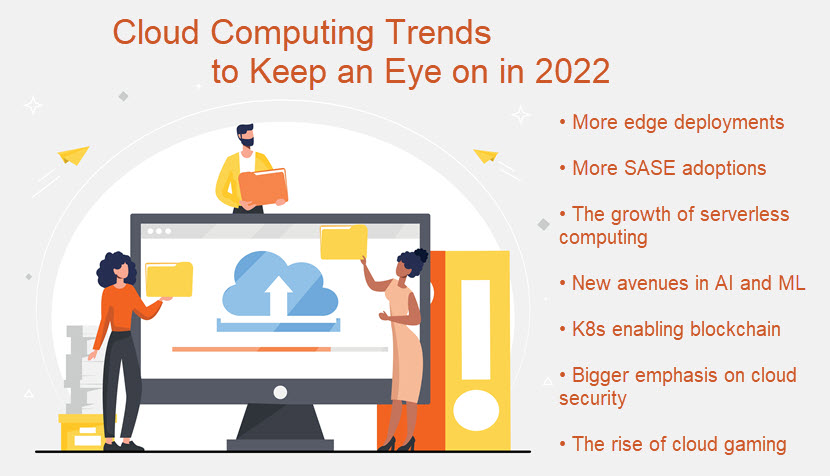 Cloud Computing Trends
to Keep an Eye on in 2022
• More edge deployments
• More SASE adoptions
• The growth of serverless
computing
• New avenues in AI and ML
• K8s enabling blockchain
• Bigger emphasis on cloud
security
• The rise of cloud gaming